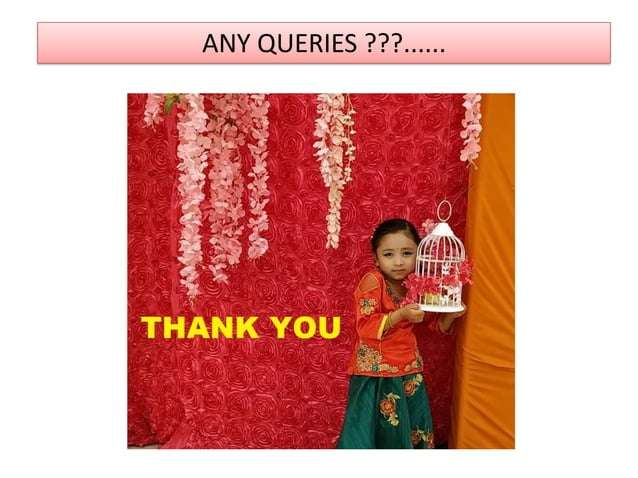 ANY QUERIES ???......
THANK YOU